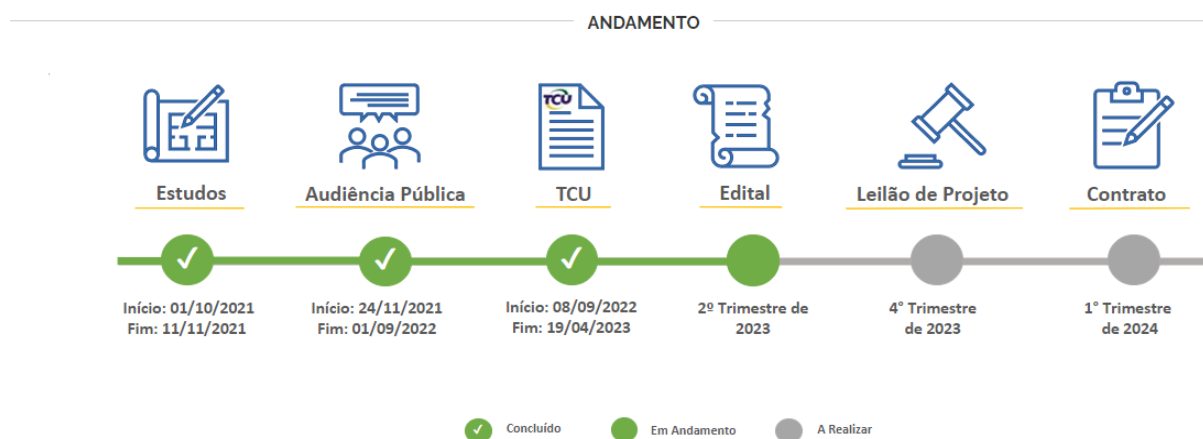 ANDAMENTO
TCU
Estudos
Audiência Pública
TCU
Edital
Leilão de Projeto
Contrato
Início: 01/10/2021
Fim: 11/11/2021
Início: 24/11/2021
Fim: 01/09/2022
Início: 08/09/2022
Fim: 19/04/2023
2º Trimestre de
2023
4° Trimestre
de 2023
1° Trimestre
de 2024
Concluído
Em Andamento
A Realizar